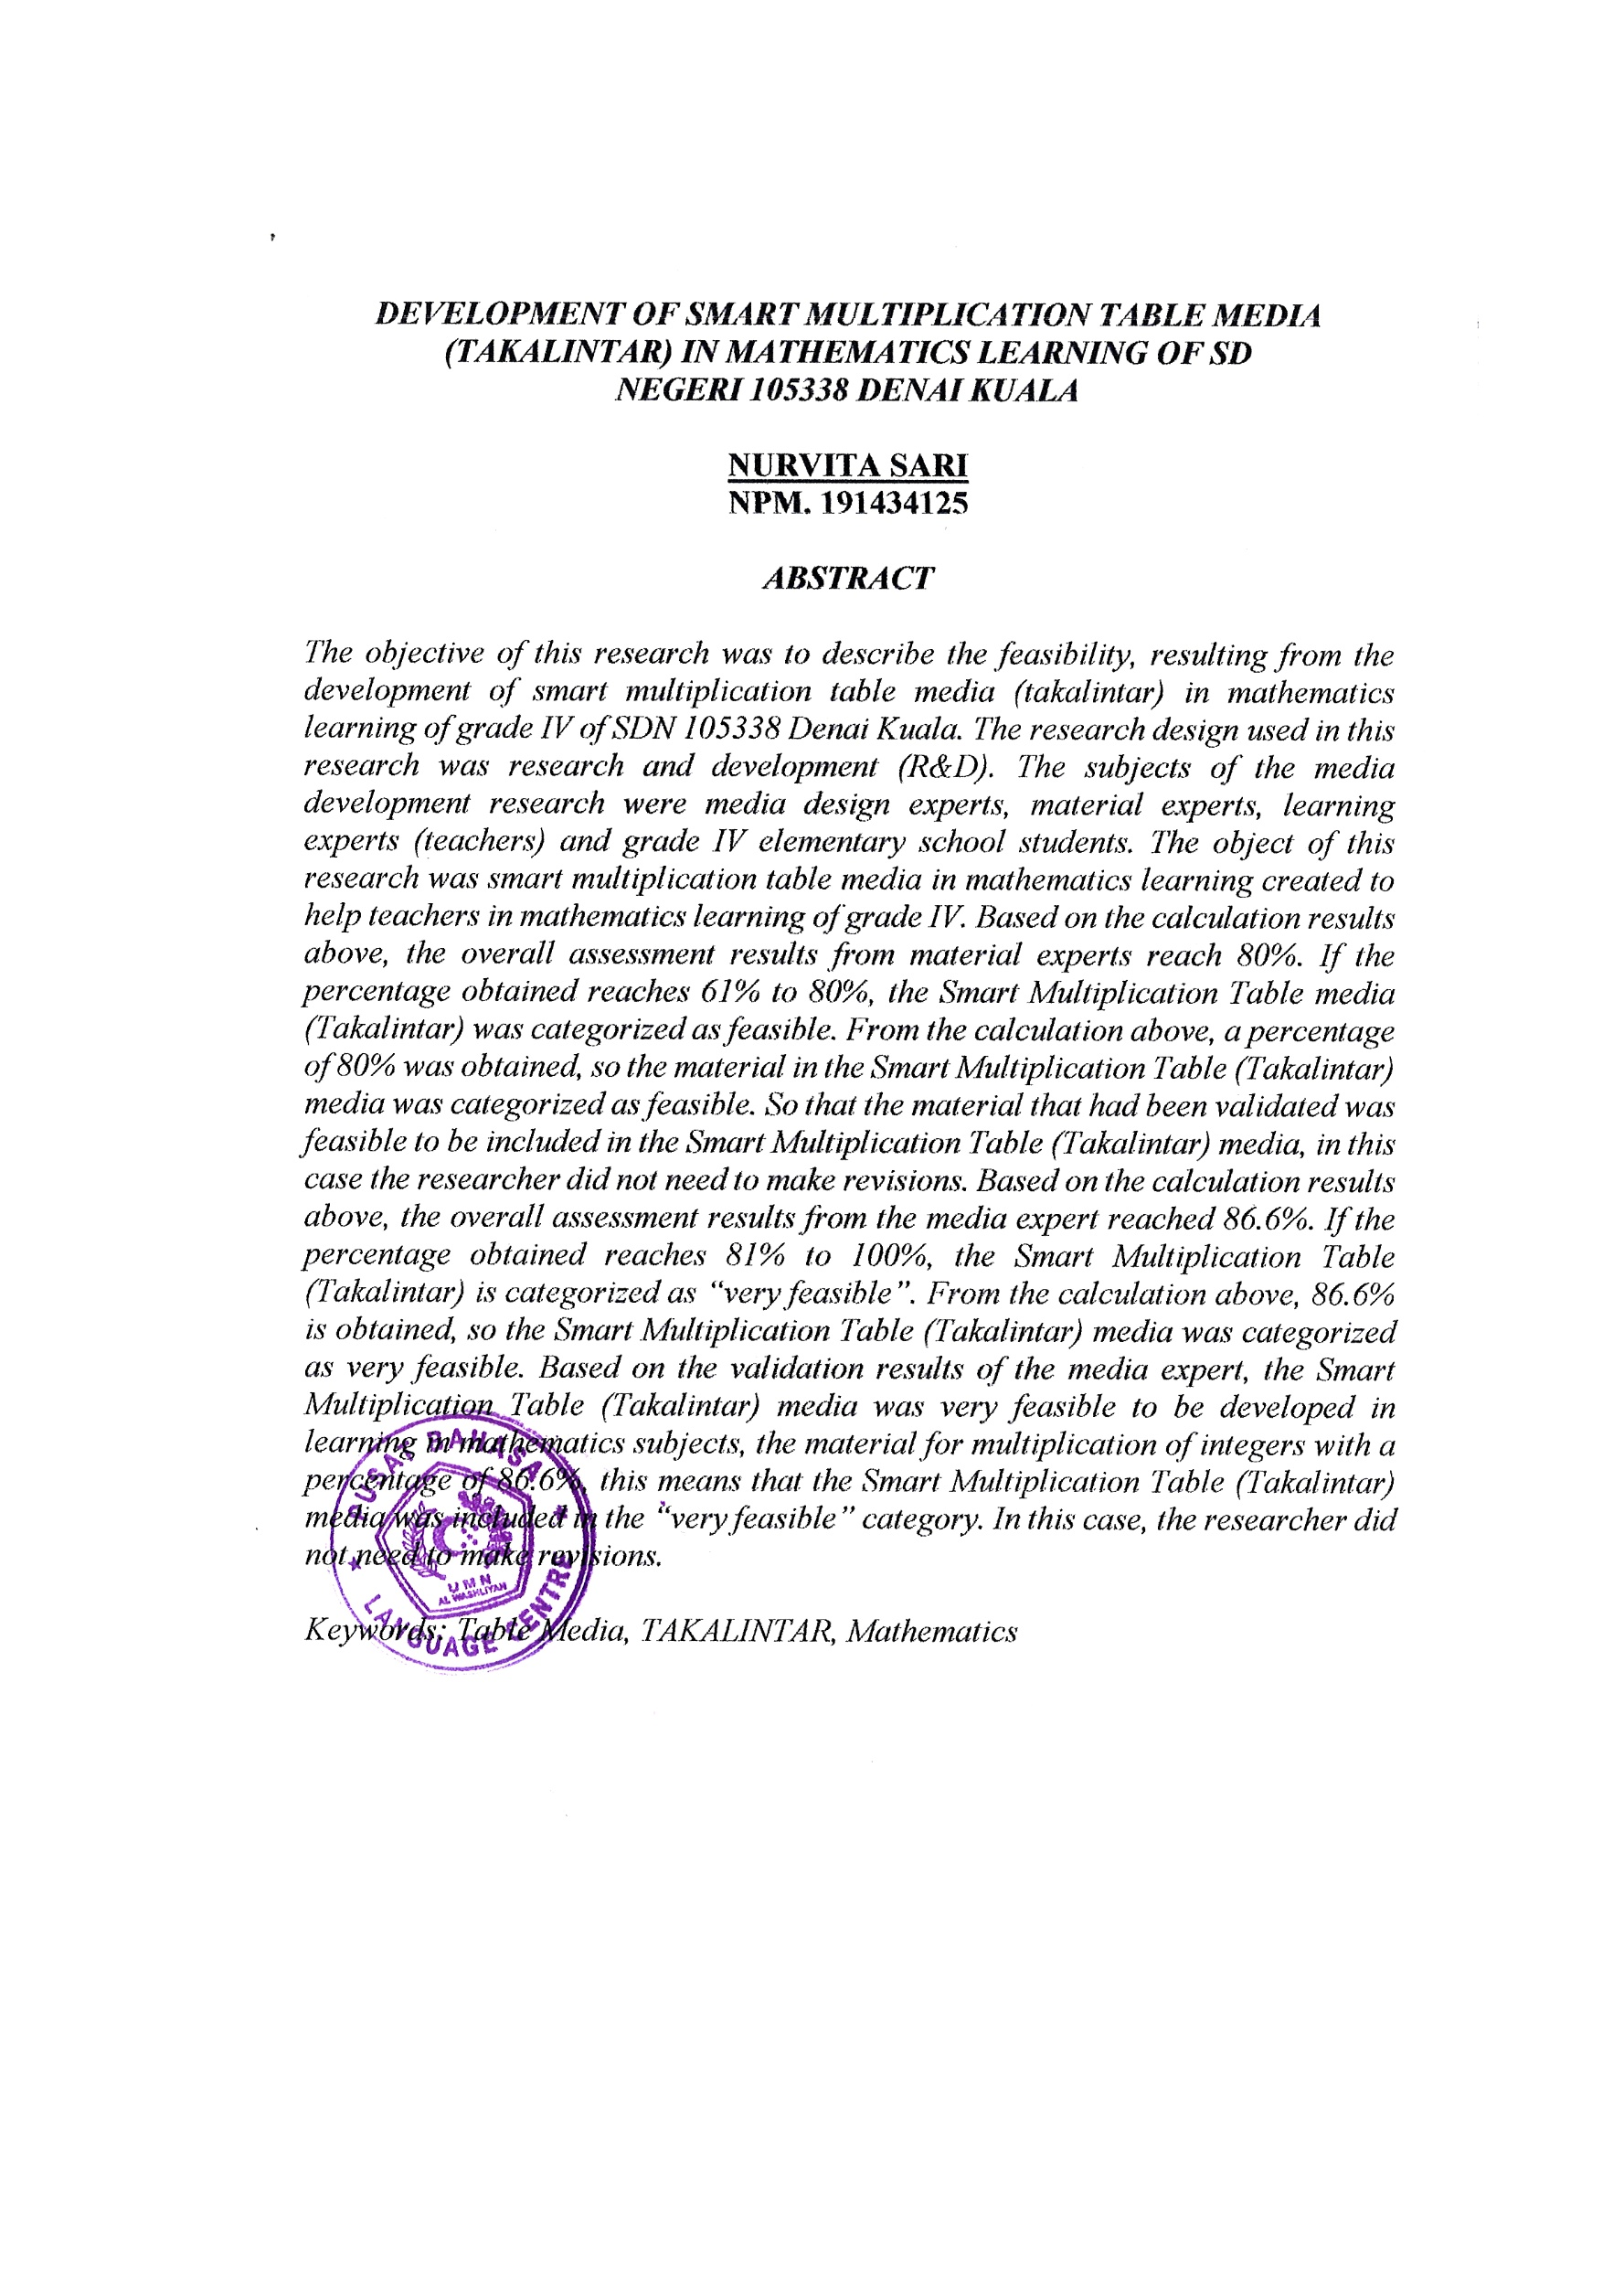 DEVELOPMENT OF SMART MULTIPLICATION TABLE MEDIA
(TAKALINTAR) IN MATHEMATICS LEARNING OF SD
NEGERI 105338 DENAI KUALA
NURVITA SARI
NPM. 191434125
ABSTRACT
The objective of this research was to describe the feasibility, resulting from the
development of smart multiplication table media (takalintar) in mathematics
learning of grade IV of SDN 105338 Denai Kuala. The research design used in this
research was research and development (R&D). The subjects of the media
development research were media design experts, material experts, learning
experts (teachers) and grade IV elementary school students. The object of this
research was smart multiplication table media in mathematics learning created to
help teachers in mathematics learning of grade IV. Based on the calculation results
above, the overall assessment results from material experts reach 80%. If the
percentage obtained reaches 61% to 80%, the Smart Multiplication Table media
(Takalintar) was categorized as feasible. From the calculation above, a percentage
of 80% was obtained, so the material in the Smart Multiplication Table (Takalintar)
media was categorized as feasible. So that the material that had been validated was
feasible to be included in the Smart Multiplication Table (Takalintar) media, in this
case the researcher did not need to make revisions. Based on the calculation results
above, the overall assessment results from the media expert reached 86.6%. If the
percentage obtained reaches 81% to 100%, the Smart Multiplication Table
(Takalintar) is categorized as “very feasible”. From the calculation above, 86.6%
is obtained, so the Smart Multiplication Table (Takalintar) media was categorized
as very feasible. Based on the validation results of the media expert, the Smart
Multiplication Table (Takalintar) media was very feasible to be developed in
learning in mathematics subjects, the material for multiplication of integers with a
percentage of 86.6%, this means that the Smart Multiplication Table (Takalintar)
media was included in the “very feasible” category. In this case, the researcher did
not need to make revisions.
Keywords: Table Media, TAKALINTAR, Mathematics
PUSAT BAHASA
UMN
AL WASHLIYAH
LANGUAGE CENTRE